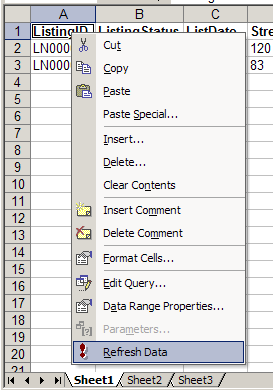 A B C
1 ListingID ListingStatus ListDate Stre
2 LN000 120
3 LN000 83
4
5
6
7
8
9
10
11
12
13
14
15
16
17
18
19
20
21
Cut
Copy
Paste
Paste Special...
Insert...
Delete...
Clear Contents
Insert Comment
Delete Comment
Format Cells...
Edit Query...
Data Range Properties...
Parameters...
Refresh Data
Sheet1 Sheet2 Sheet3